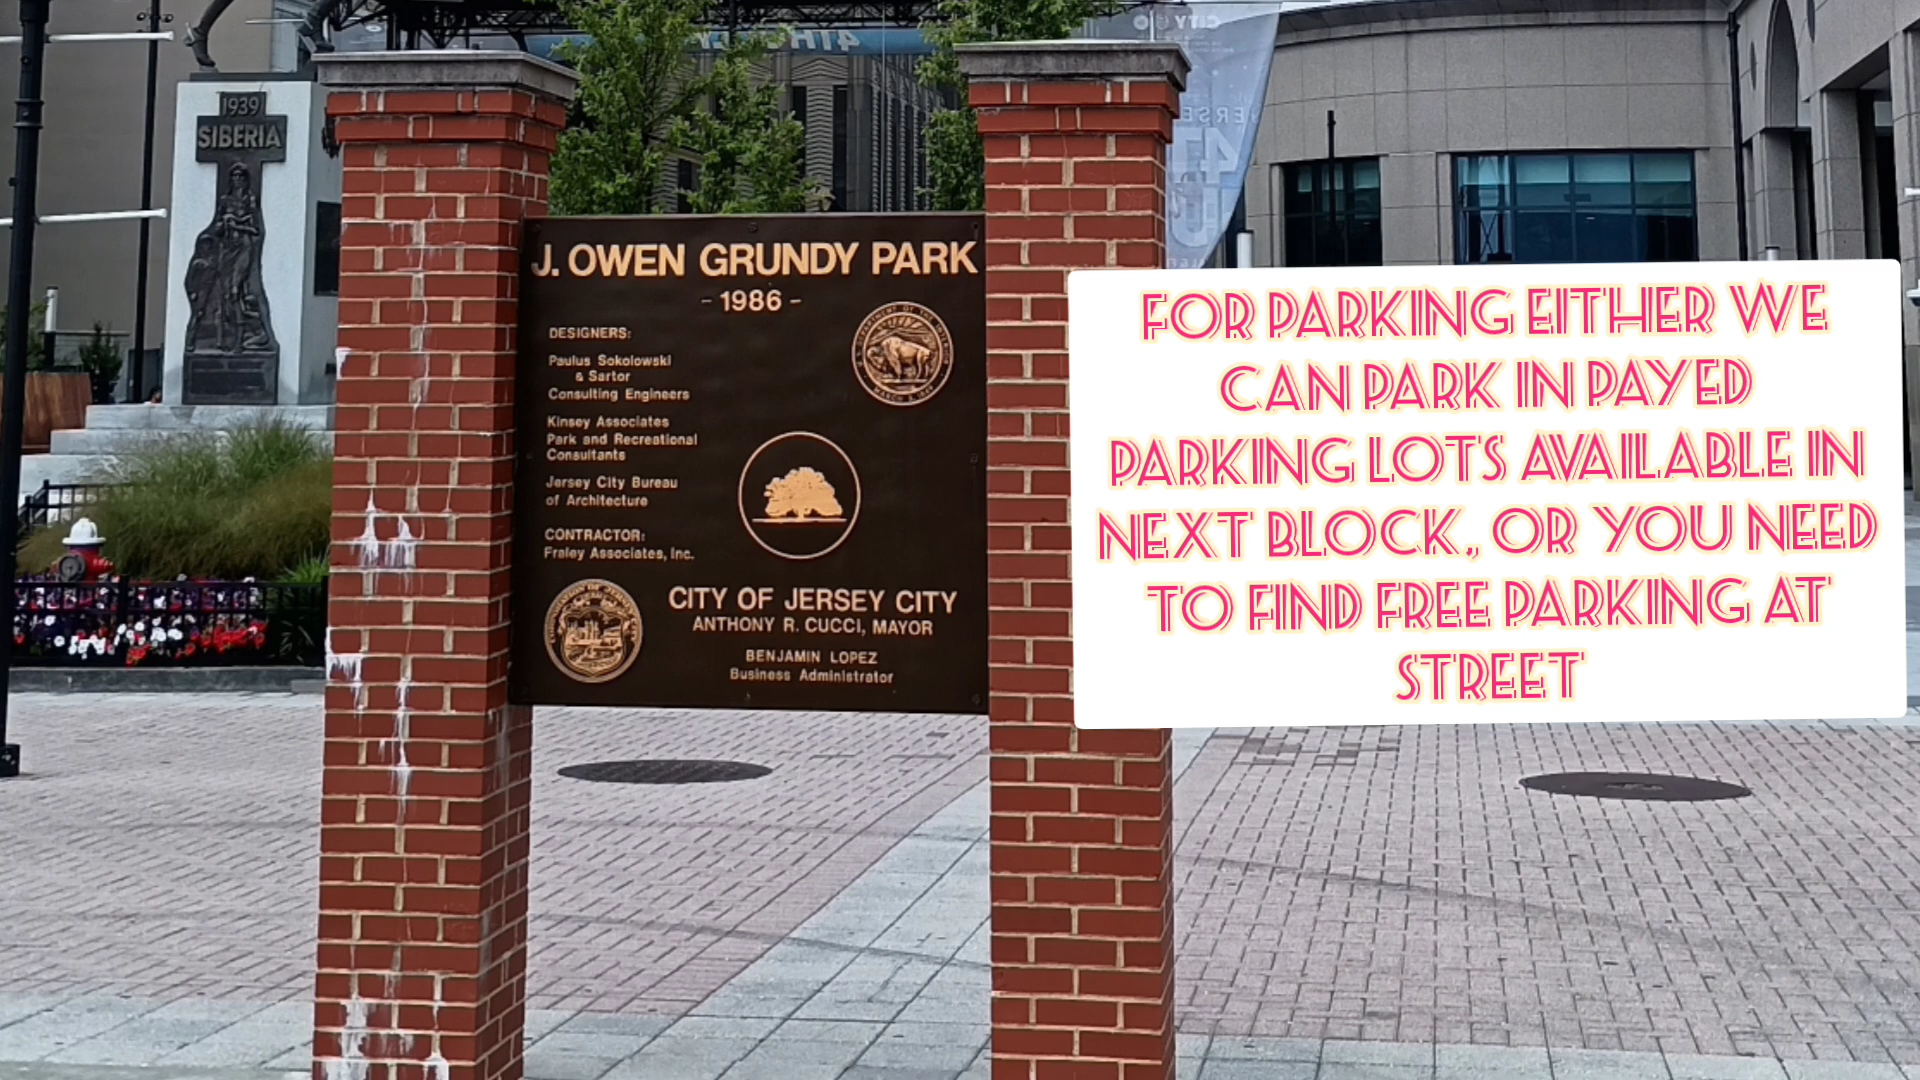 1939
SIBERIA
J. OWEN GRUNDY PARK
- 1986 -
DESIGNERS:
Paulus Sokolowski
& Sartor
Consulting Engineers
Kinsey Associates
Park and Recreational
Consultants
Jersey City Bureau
of Architecture
CONTRACTOR:
Fraley Associates, Inc.
CITY OF JERSEY CITY
ANTHONY R. CUCCI, MAYOR
BENJAMIN LOPEZ
Business Administrator
FOR PARKING EITHER WE
CAN PARK IN PAYED
PARKING LOTS AVAILABLE IN
NEXT BLOCK, OR YOU NEED
TO FIND FREE PARKING AT
STREET